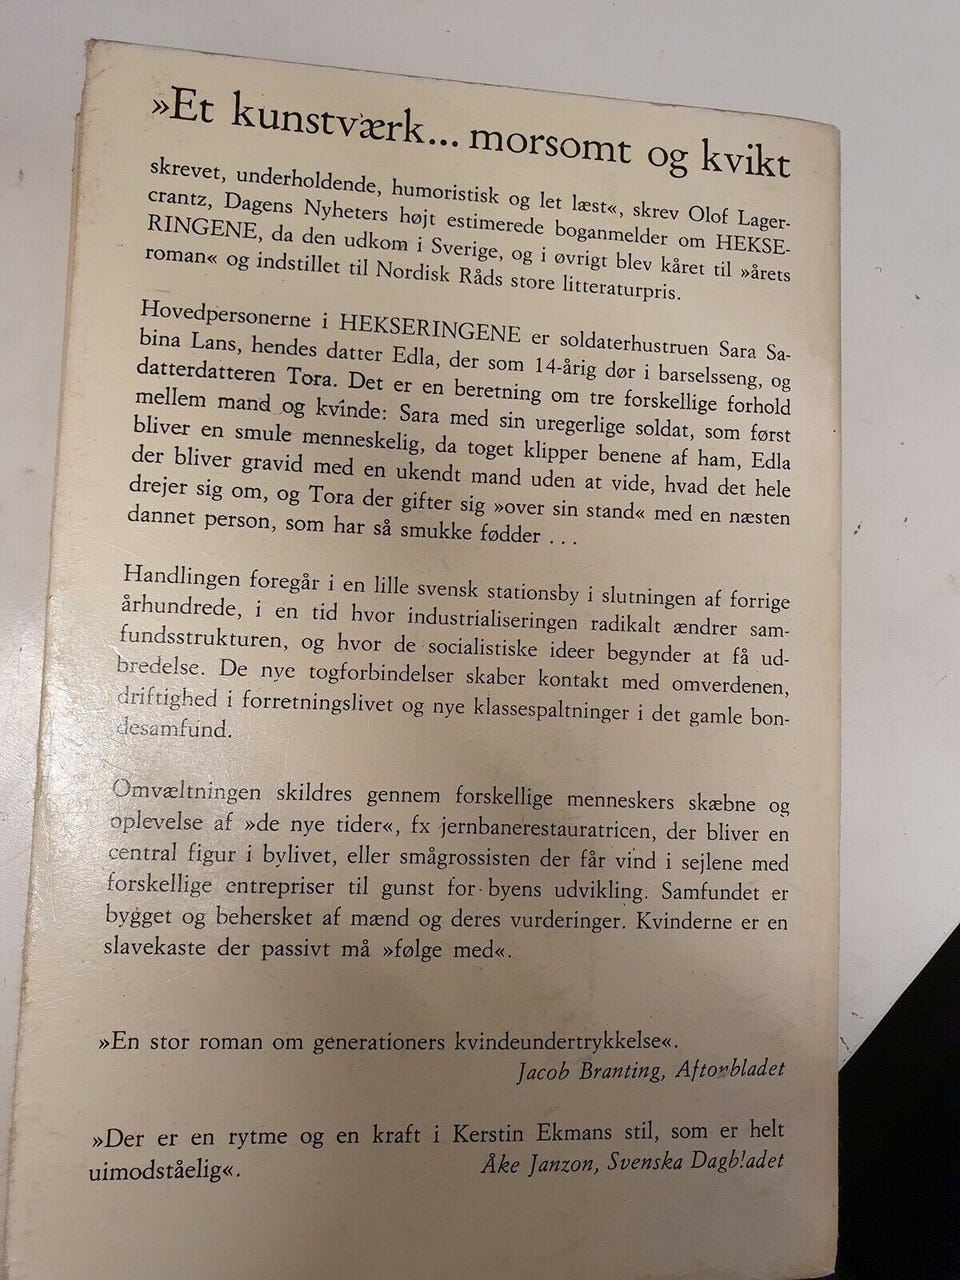 »Et kunstværk... morsomt og kvikt
skrevet, underholdende, humoristisk og let læst«, skrev Olof Lager-
crantz, Dagens Nyheters højt estimerede boganmelder om HEKSE-
RINGENE, da den udkom i Sverige, og i øvrigt blev kåret til »årets
roman« og indstillet til Nordisk Råds store litteraturpris.
Hovedpersonerne i HEKSERINGENE er soldaterhustruen Sara Sa-
bina Lans, hendes datter Edla, der som 14-årig dør i barselsseng, og
datterdatteren Tora. Det er en beretning om tre forskellige forhold
mellem mand og kvinde: Sara med sin uregerlige soldat, som først
bliver en smule menneskelig, da toget klipper benene af ham, Edla
der bliver gravid med en ukendt mand uden at vide, hvad det hele
drejer sig om, og Tora der gifter sig »over sin stand« med en næsten
dannet person, som har så smukke fødder ...
Handlingen foregår i en lille svensk stationsby i slutningen af forrige
århundrede, i en tid hvor industrialiseringen radikalt ændrer sam-
fundsstrukturen, og hvor de socialistiske ideer begynder at få ud-
bredelse. De nye togforbindelser skaber kontakt med omverdenen,
driftighed i forretningslivet og nye klassespaltninger i det gamle bon-
desamfund.
Omvæltningen skildres gennem forskellige menneskers skæbne og
oplevelse af »de nye tider«, fx jernbanerestauratricen, der bliver en
central figur i bylivet, eller smågrossisten der får vind i sejlene med
forskellige entrepriser til gunst for byens udvikling. Samfundet er
bygget og behersket af mænd og deres vurderinger. Kvinderne er en
slavekaste der passivt må »følge med«.
»En stor roman om generationers kvindeundertrykkelse«.
Jacob Branting, Aftonbladet
»Der er en rytme og en kraft i Kerstin Ekmans stil, som er helt
uimodståelig«. Åke Janzon, Svenska Dagbladet